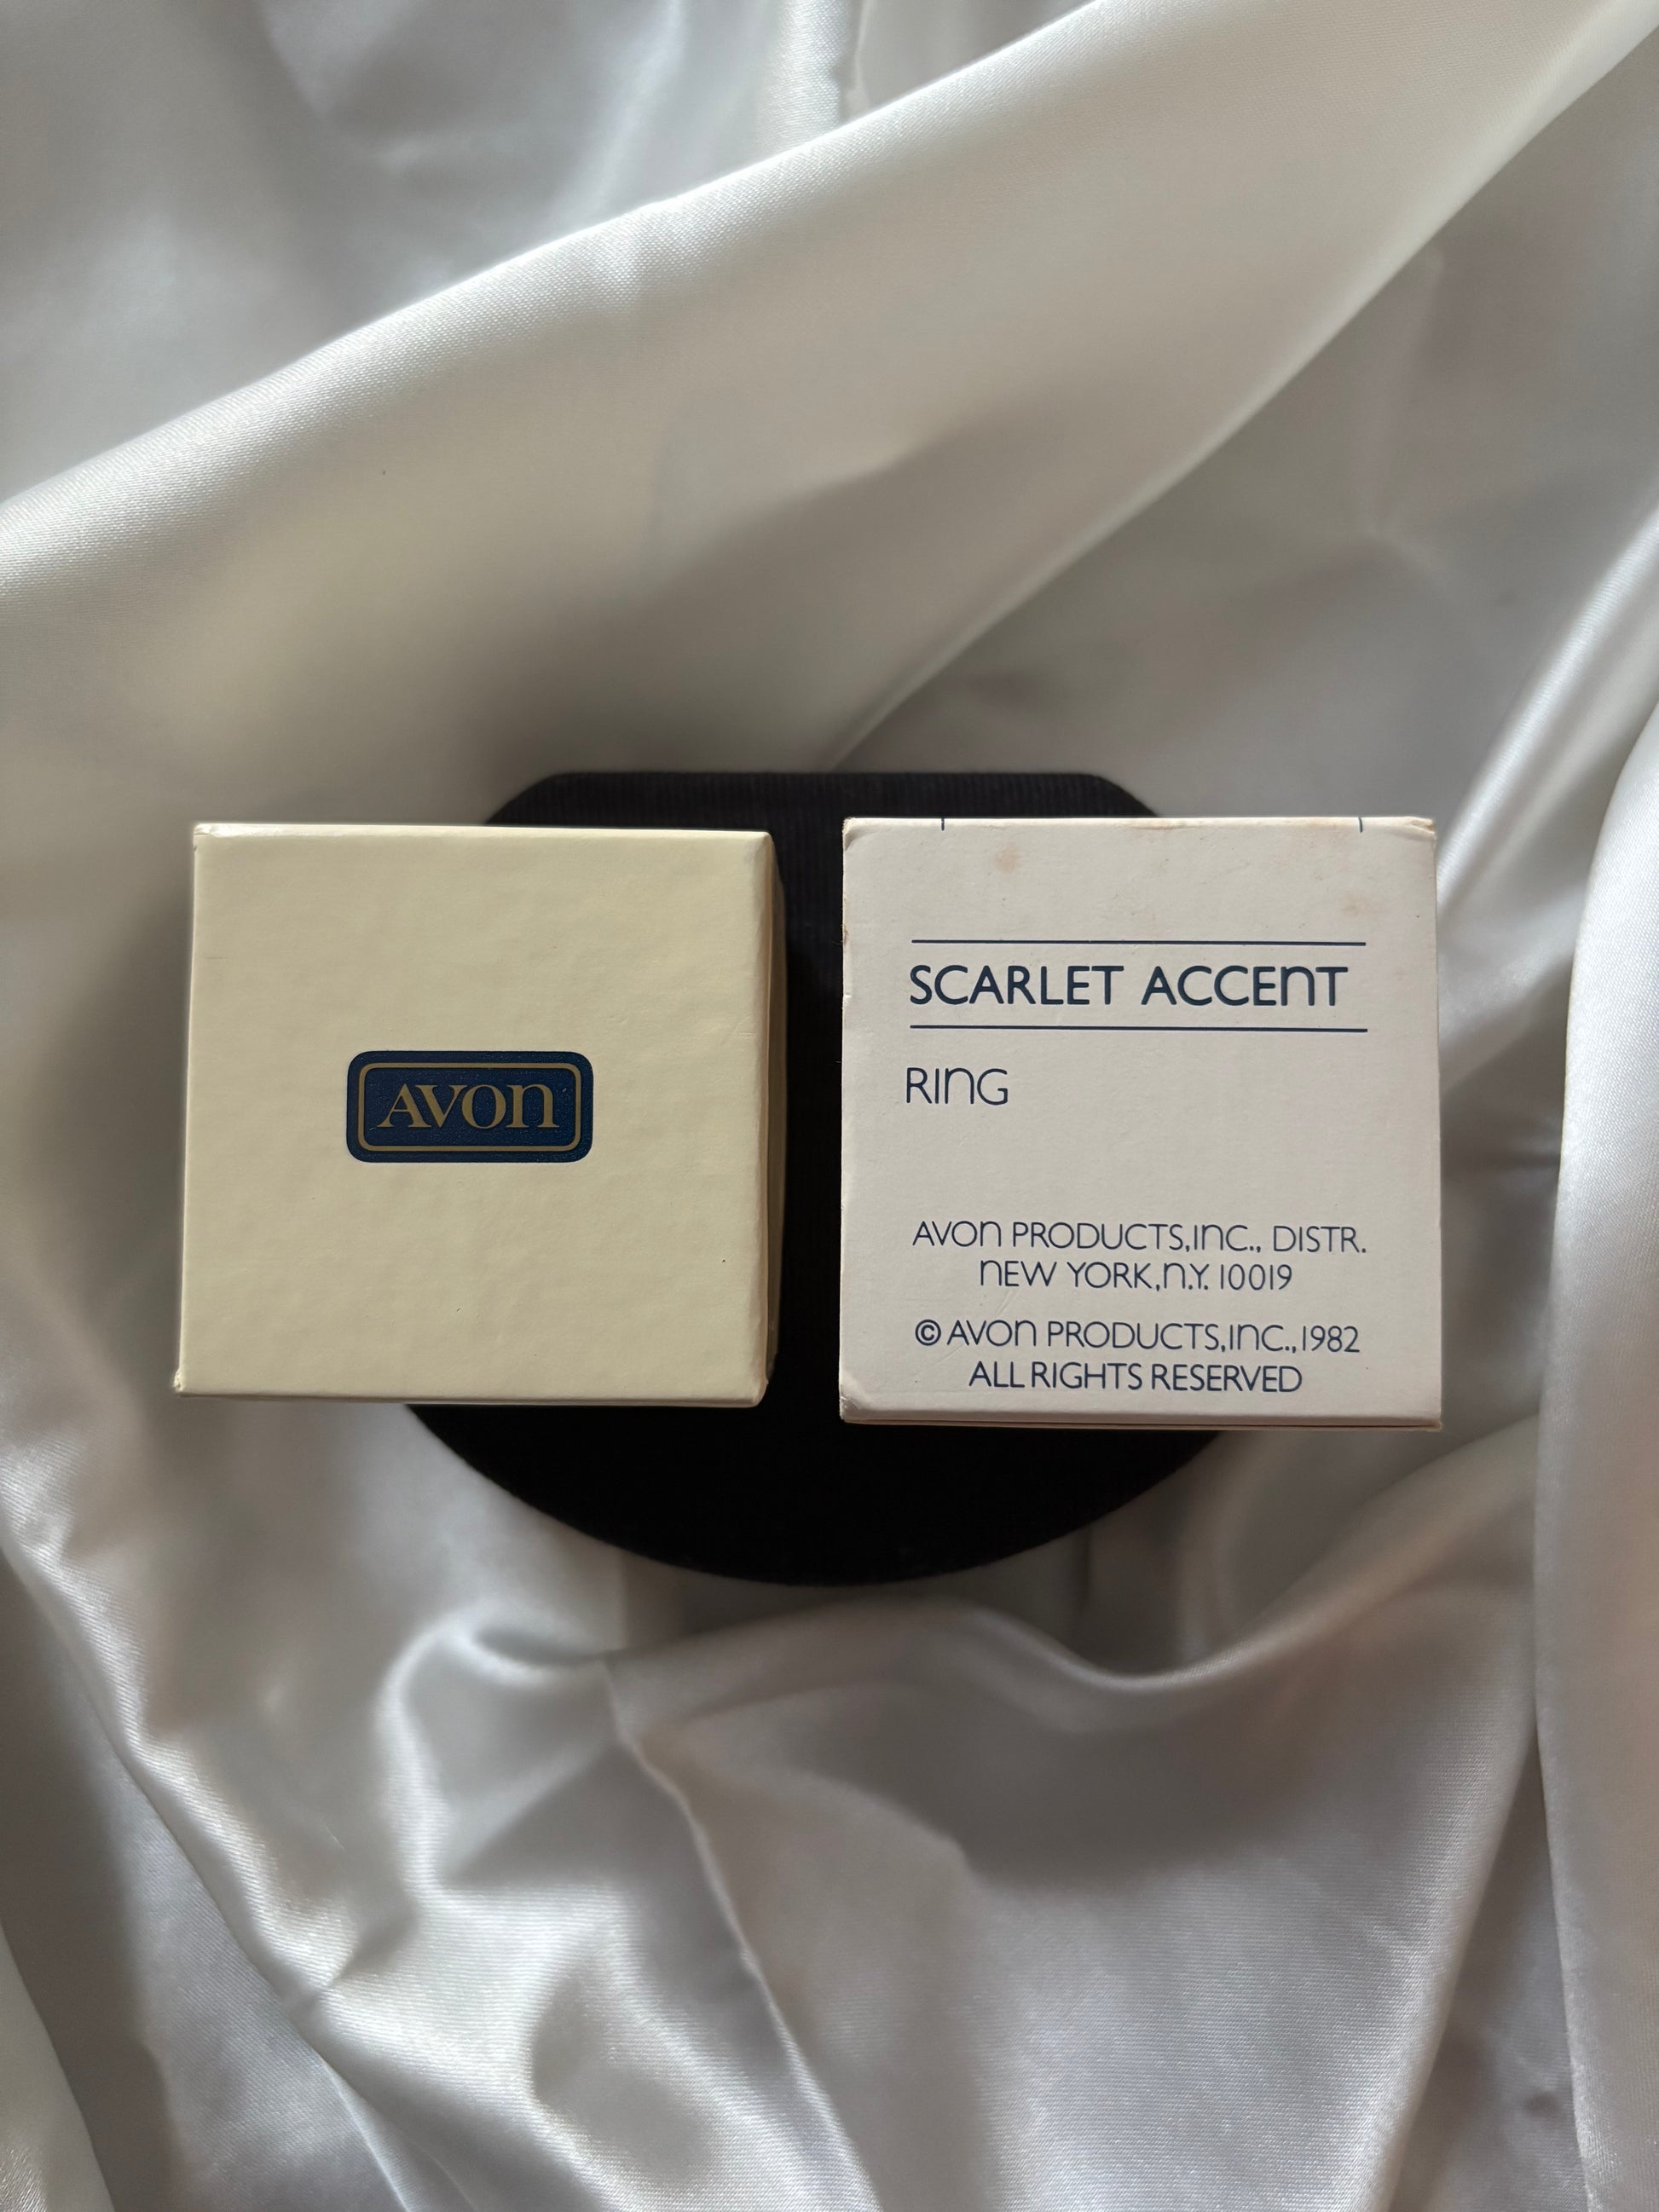 AVON
SCARLET ACCENT
RING
AVON PRODUCTS,INC., DISTR.
NEW YORK,N.Y. 10019
© AVON PRODUCTS,INC.,1982
ALL RIGHTS RESERVED